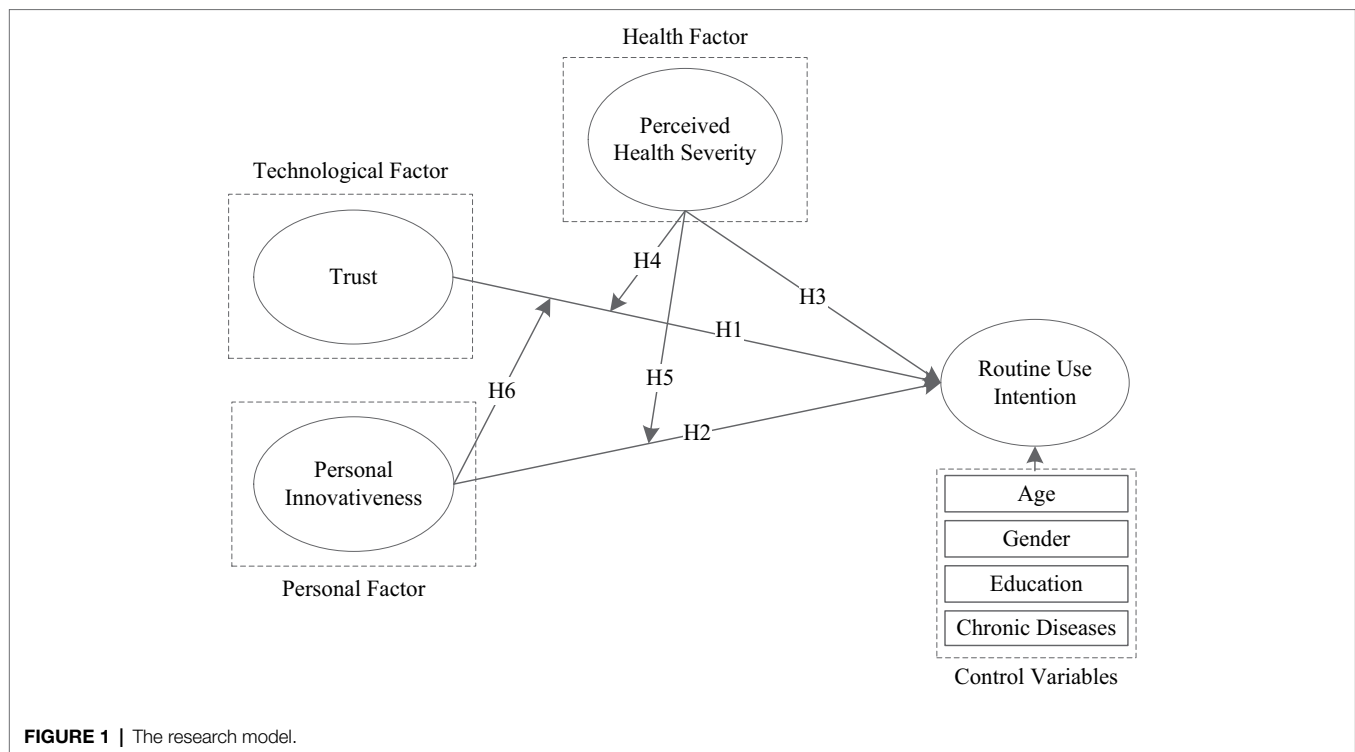 Health Factor
Perceived
Health Severity
Technological Factor
Trust
H4
H3
H1
H5
H6
H2
Routine Use
Intention
Personal
Innovativeness
Personal Factor
Age
Gender
Education
Chronic Diseases
Control Variables
FIGURE 1 | The research model.